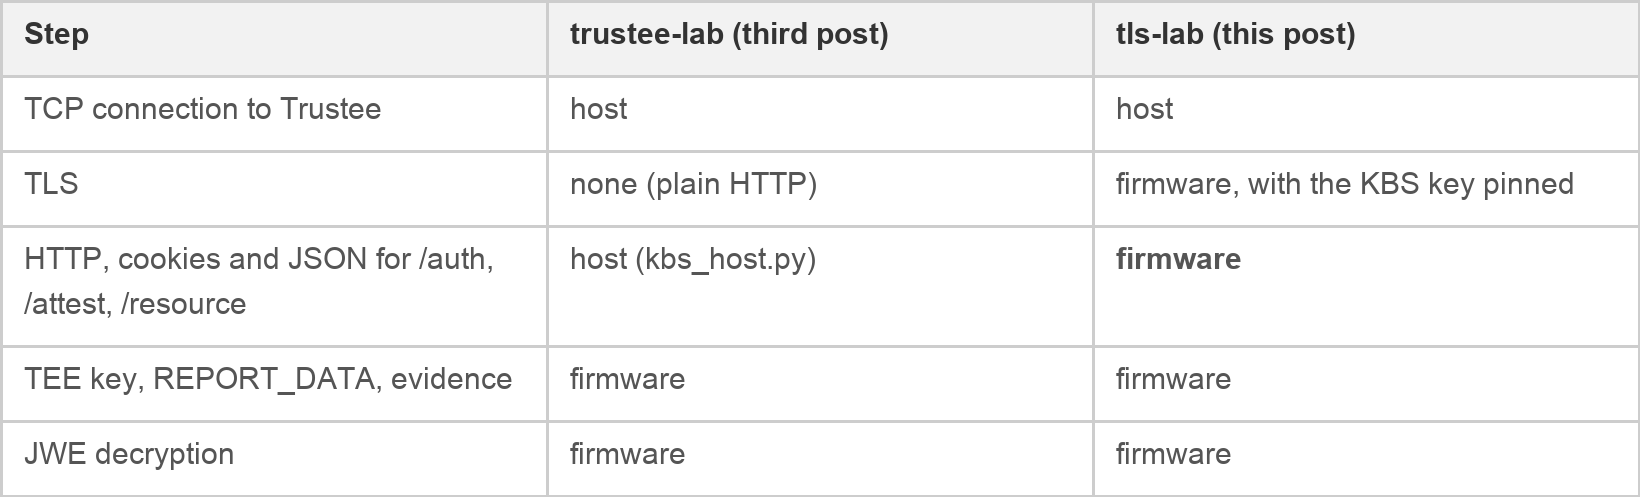 Step trustee-lab (third post) tls-lab (this post)
TCP connection to Trustee host host
TLS none (plain HTTP) firmware, with the KBS key pinned
HTTP, cookies and JSON for /auth, host (kbs_host.py) firmware
/attest, /resource
TEE key, REPORT_DATA, evidence firmware firmware
JWE decryption firmware firmware